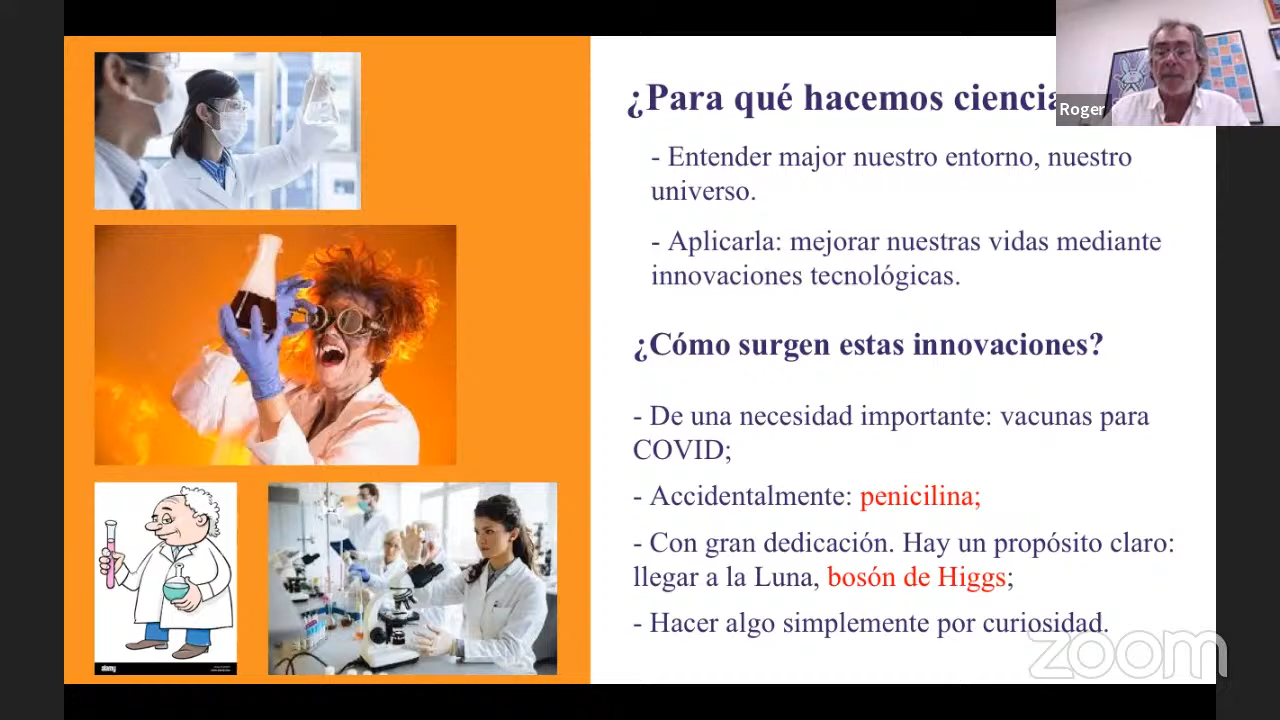 ¿Para qué hacemos ciencia
Roger
- Entender major nuestro entorno, nuestro
universo.
- Aplicarla: mejorar nuestras vidas mediante
innovaciones tecnológicas.
¿Cómo surgen estas innovaciones?
- De una necesidad importante: vacunas para
COVID;
- Accidentalmente: penicilina;
- Con gran dedicación. Hay un propósito claro:
llegar a la Luna, bosón de Higgs;
- Hacer algo simplemente por curiosidad.
zoom
alamy